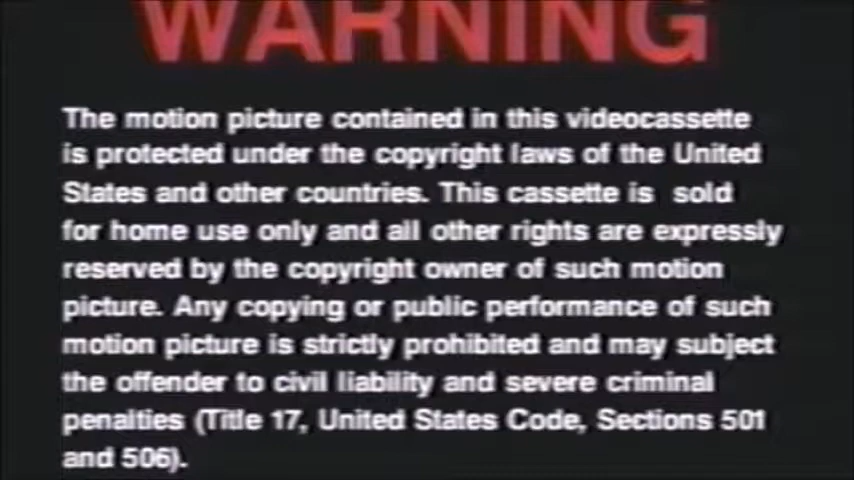 WARNING
The motion picture contained in this videocassette
is protected under the copyright laws of the United
States and other countries. This cassette is sold
for home use only and all other rights are expressly
reserved by the copyright owner of such motion
picture. Any copying or public performance of such
motion picture is strictly prohibited and may subject
the offender to civil liability and severe criminal
penalties (Title 17, United States Code, Sections 501
and 506).